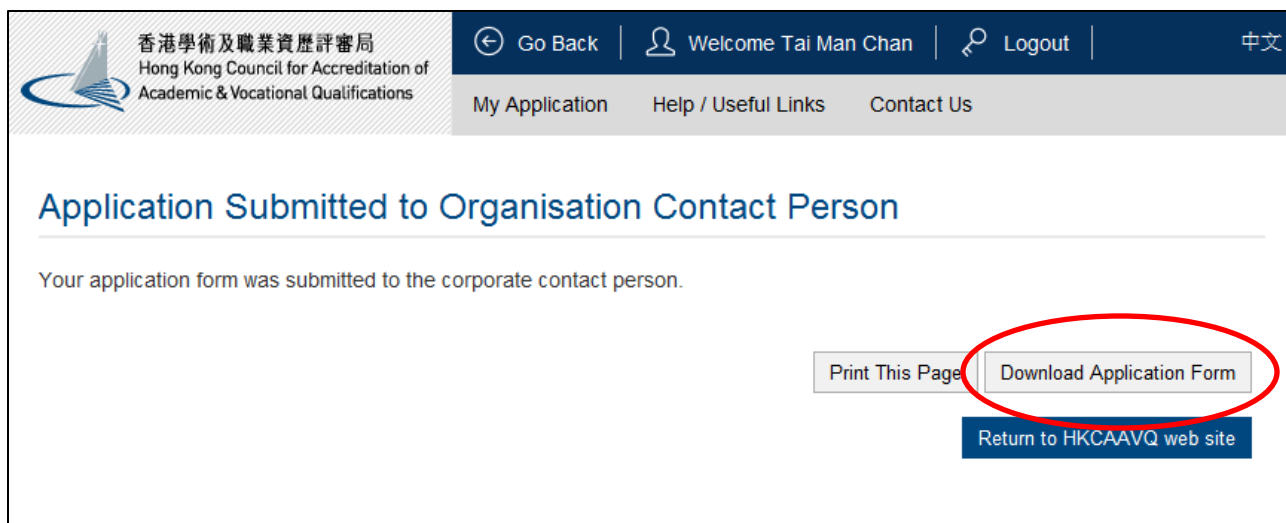 香港學術及職業資歷評審局
Hong Kong Council for Accreditation of
Academic & Vocational Qualifications
Go Back
Welcome Tai Man Chan
Logout
中文
My Application
Help / Useful Links
Contact Us
Application Submitted to Organisation Contact Person
Your application form was submitted to the corporate contact person.
Print This Page
Download Application Form
Return to HKCAAVQ web site